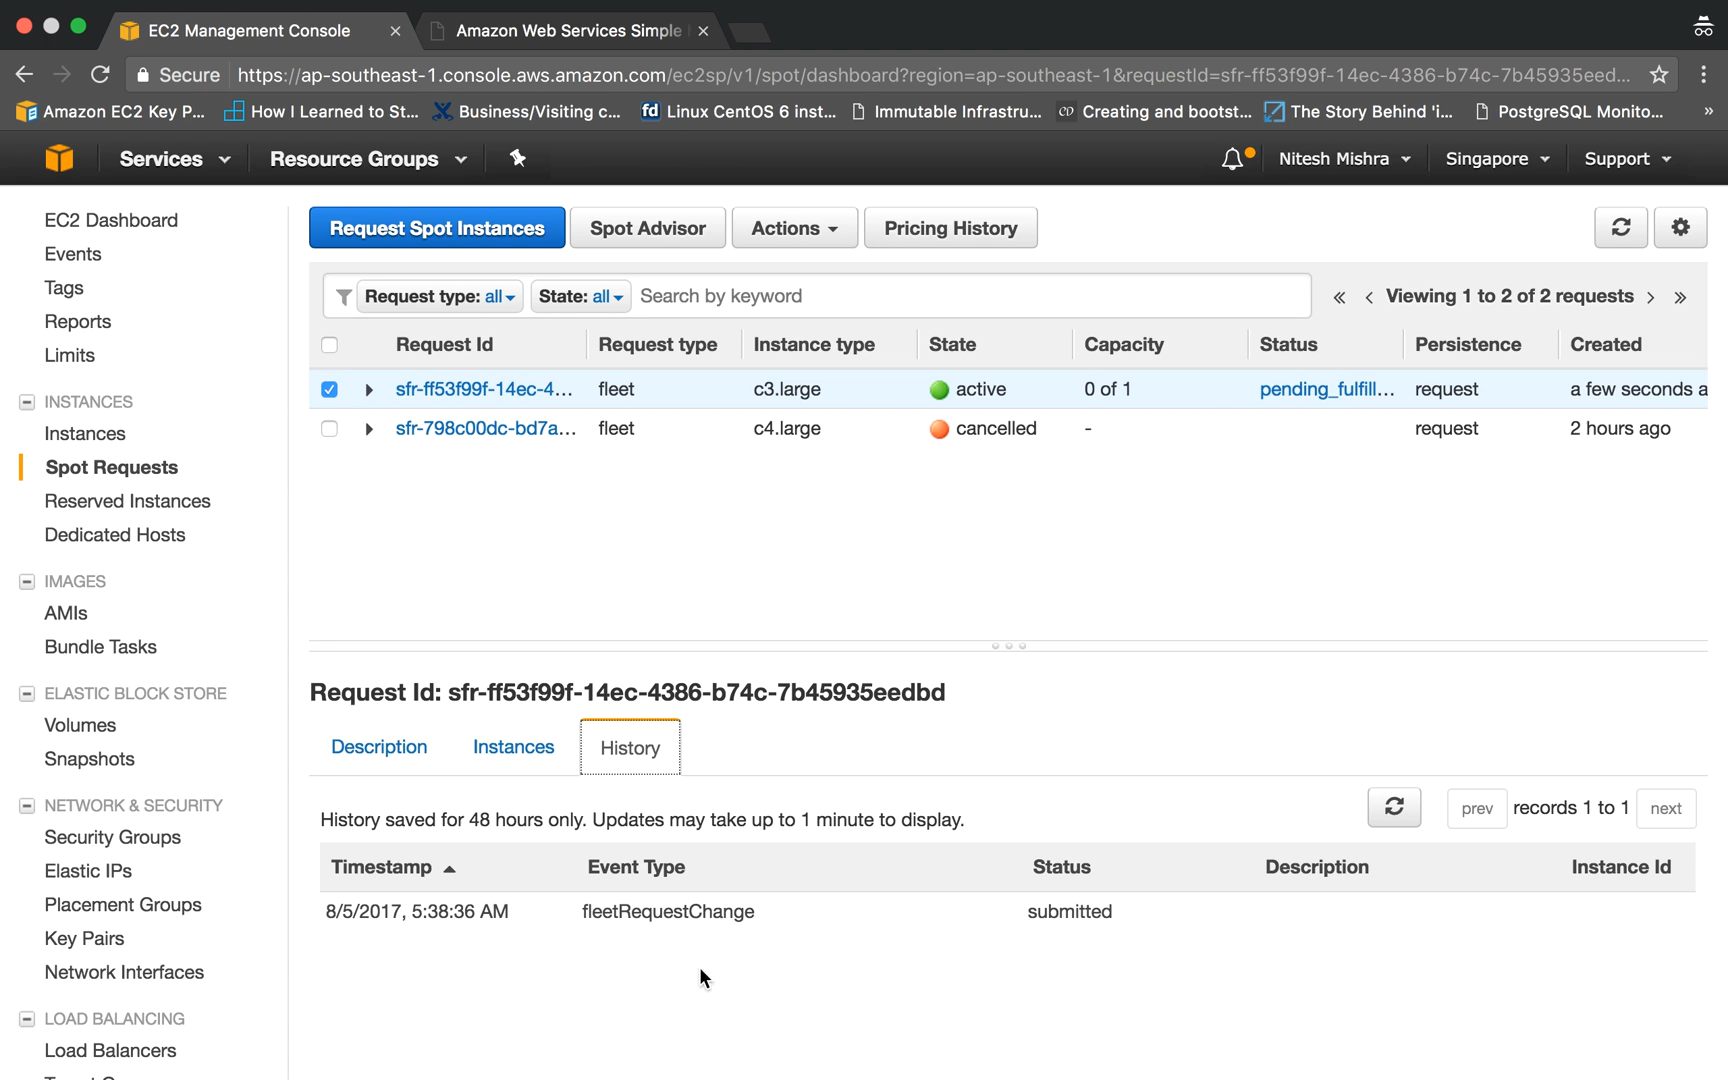 EC2 Management Console
Amazon Web Services Simple
Secure https://ap-southeast-1.console.aws.amazon.com/ec2sp/v1/spot/dashboard?region=ap-southeast-1&requestId=sfr-ff53f99f-14ec-4386-b74c-7b45935eed...
Amazon EC2 Key P... How I Learned to St... Business/Visiting c... fd Linux CentOS 6 inst... Immutable Infrastru... Creating and bootst... The Story Behind 'i... PostgreSQL Monito... »
Services Resource Groups Nitesh Mishra Singapore Support
EC2 Dashboard
Events
Tags
Reports
Limits
INSTANCES
Instances
Spot Requests
Reserved Instances
Dedicated Hosts
IMAGES
AMIs
Bundle Tasks
ELASTIC BLOCK STORE
Volumes
Snapshots
NETWORK & SECURITY
Security Groups
Elastic IPs
Placement Groups
Key Pairs
Network Interfaces
LOAD BALANCING
Load Balancers
Request Spot Instances Spot Advisor Actions Pricing History
Request type: all State: all Search by keyword « ‹ Viewing 1 to 2 of 2 requests › »
Request Id Request type Instance type State Capacity Status Persistence Created
sfr-ff53f99f-14ec-4... fleet c3.large active 0 of 1 pending_fulfill... request a few seconds a
sfr-798c00dc-bd7a... fleet c4.large cancelled - request 2 hours ago
Request Id: sfr-ff53f99f-14ec-4386-b74c-7b45935eedbd
Description Instances History
History saved for 48 hours only. Updates may take up to 1 minute to display. prev records 1 to 1 next
Timestamp Event Type Status Description Instance Id
8/5/2017, 5:38:36 AM fleetRequestChange submitted